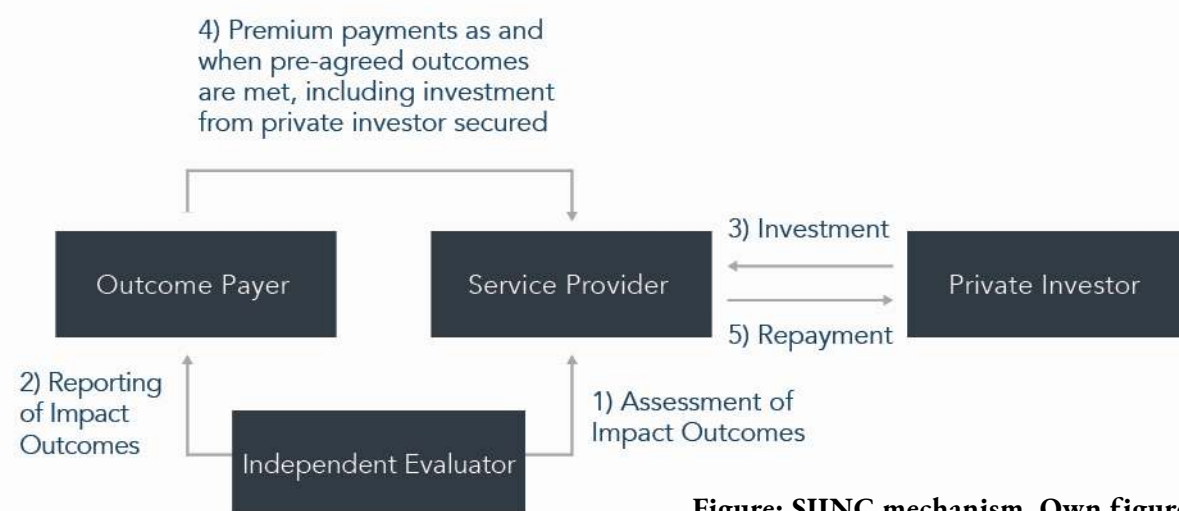 4) Premium payments as and
when pre-agreed outcomes
are met, including investment
from private investor secured
Outcome Payer
Service Provider
3) Investment
Private Investor
5) Repayment
2) Reporting
of Impact
Outcomes
1) Assessment of
Impact Outcomes
Independent Evaluator
Figure: SIINC mechanism. Own figure